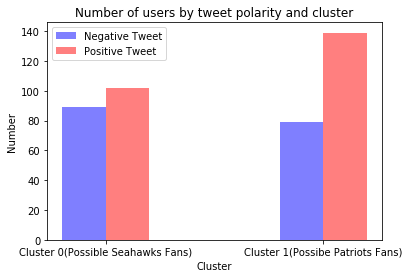 Number of users by tweet polarity and cluster
Negative Tweet
Positive Tweet
140
120
100
80
60
40
20
0
Number
Cluster 0(Possible Seahawks Fans)
Cluster 1(Possibe Patriots Fans)
Cluster